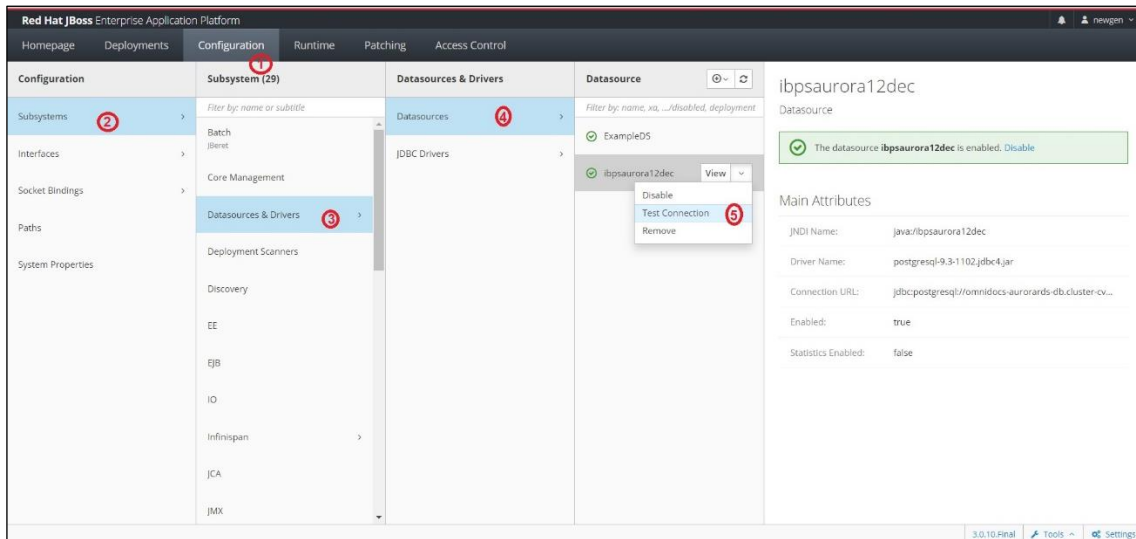 Red Hat JBoss Enterprise Application Platform
newgen
Homepage Deployments Configuration Runtime Patching Access Control
1
Configuration
Subsystems
2
Interfaces
Socket Bindings
Paths
System Properties
Subsystem (29)
Filter by: name or subtitle
Batch
JBeret
Core Management
Datasources & Drivers
3
Deployment Scanners
Discovery
EE
EJB
IO
Infinispan
JCA
JMX
Datasources & Drivers
Datasources
4
JDBC Drivers
Datasource
Filter by: name, xa, .../disabled, deployment
ExampleDS
ibpsaurora12dec
View
Disable
Test Connection
5
Remove
ibpsaurora12dec
Datasource
The datasource ibpsaurora12dec is enabled. Disable
Main Attributes
JNDI Name: java:/ibpsaurora12dec
Driver Name: postgresql-9.3-1102.jdbc4.jar
Connection URL: jdbc:postgresql://omnidocs-aurorards-db.cluster-cv...
Enabled: true
Statistics Enabled: false
3.0.10.Final Tools Settings